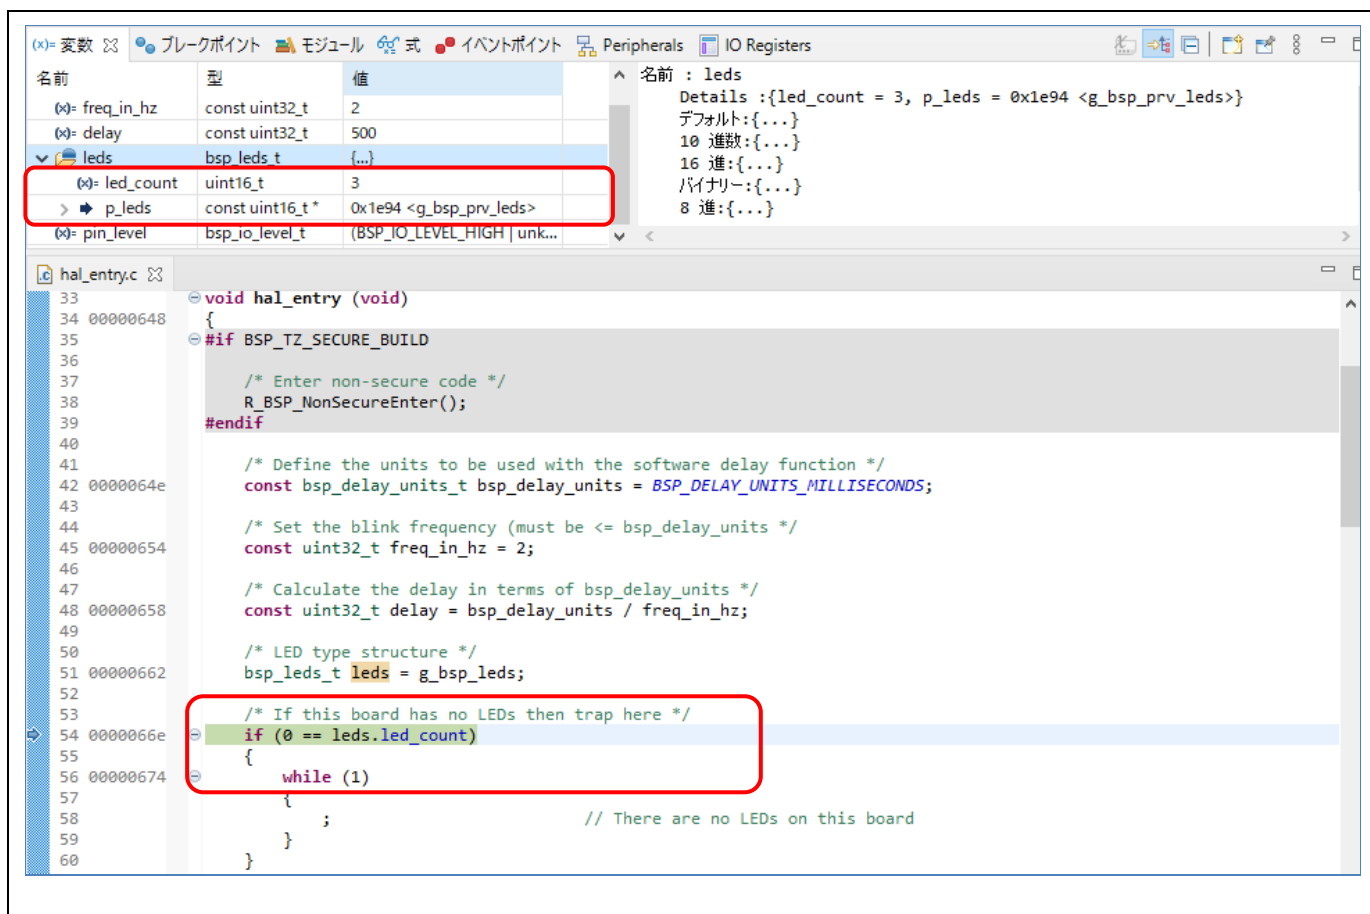 (x)= 変数 ブレークポイント モジュール 式 イベントポイント Peripherals IO Registers
名前 型 値
(x)= freq_in_hz const uint32_t 2
(x)= delay const uint32_t 500
leds bsp_leds_t {...}
(x)= led_count uint16_t 3
p_leds const uint16_t * 0x1e94 <g_bsp_prv_leds>
(x)= pin_level bsp_io_level_t (BSP_IO_LEVEL_HIGH | unk...
名前 : leds
Details :{led_count = 3, p_leds = 0x1e94 <g_bsp_prv_leds>}
デフォルト:{...}
10 進数:{...}
16 進:{...}
バイナリー:{...}
8 進:{...}
.c hal_entry.c
33 void hal_entry (void)
34 00000648 {
35 #if BSP_TZ_SECURE_BUILD
36
37 /* Enter non-secure code */
38 R_BSP_NonSecureEnter();
39 #endif
40
41 /* Define the units to be used with the software delay function */
42 0000064e const bsp_delay_units_t bsp_delay_units = BSP_DELAY_UNITS_MILLISECONDS;
43
44 /* Set the blink frequency (must be <= bsp_delay_units */
45 00000654 const uint32_t freq_in_hz = 2;
46
47 /* Calculate the delay in terms of bsp_delay_units */
48 00000658 const uint32_t delay = bsp_delay_units / freq_in_hz;
49
50 /* LED type structure */
51 00000662 bsp_leds_t leds = g_bsp_leds;
52
53 /* If this board has no LEDs then trap here */
54 0000066e if (0 == leds.led_count)
55 {
56 00000674 while (1)
57 {
58 ; // There are no LEDs on this board
59 }
60 }